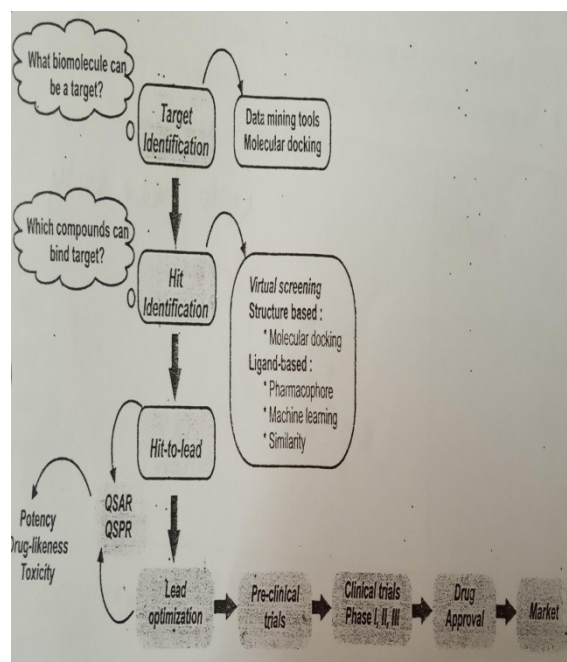 What biomolecule can
be a target?
Target
Identification
Data mining tools
Molecular docking
Which compounds can
bind target?
Hit
Identification
Virtual screening
Structure based :
* Molecular docking
Ligand-based :
* Pharmacophore
* Machine learning
* Similarity
Hit-to-lead
QSAR
QSPR
Potency
Drug-likeness
Toxicity
Lead
optimization
Pre-clinical
trials
Clinical trials
Phase I, II, III
Drug
Approval
Market